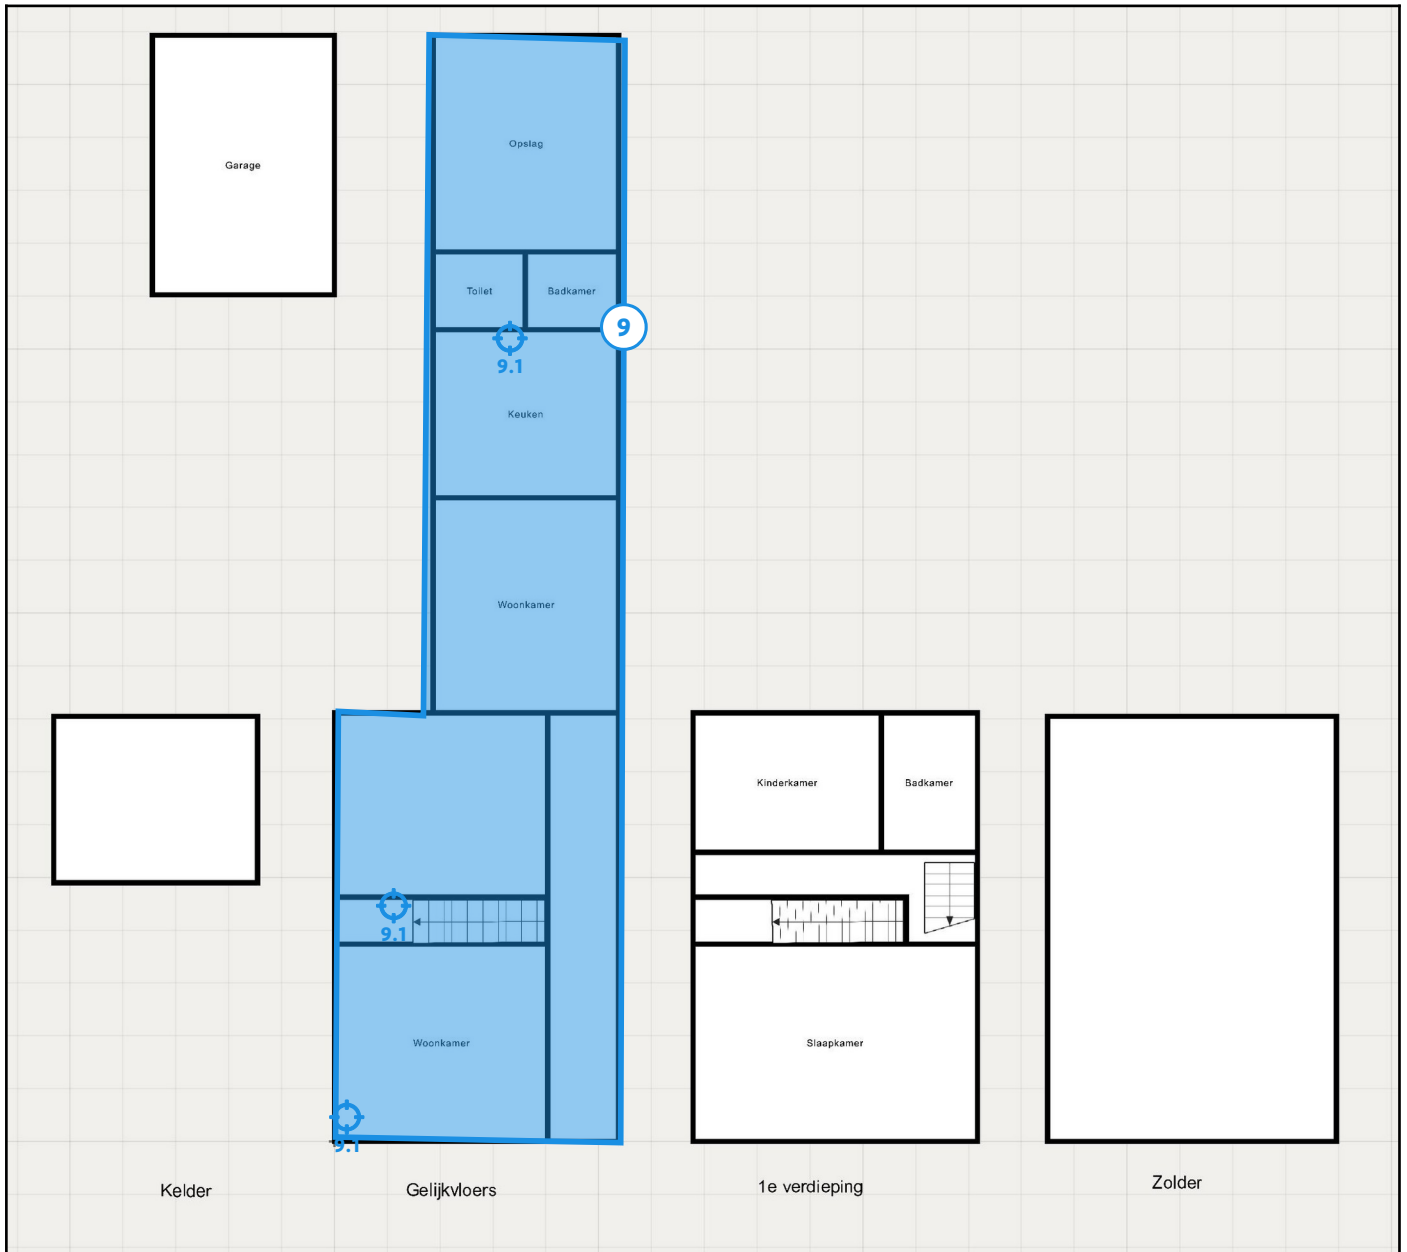 Opslag
Garage
Toilet
Badkamer
9
9.1
Keuken
Woonkamer
Kinderkamer
Badkamer
9.1
Woonkamer
Slaapkamer
9.1
Kelder
Gelijkvloers
1e verdieping
Zolder